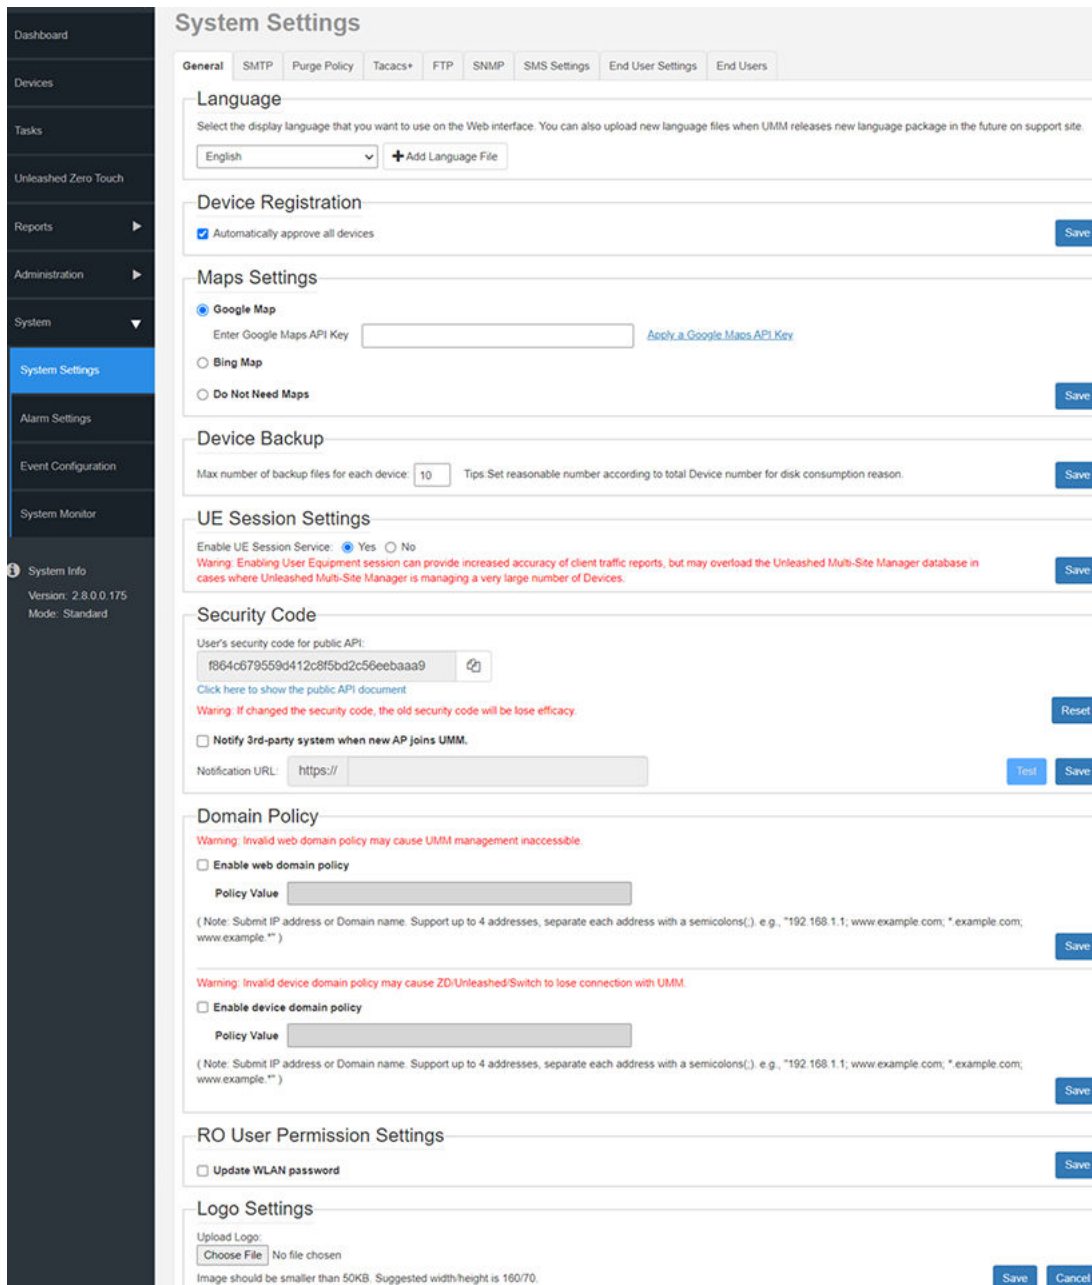 System Settings
Dashboard
Devices
Tasks
Unleashed Zero Touch
Reports
Administration
System
System Settings
Alarm Settings
Event Configuration
System Monitor
System Info
Version: 2.8.0.0.175
Mode: Standard
General SMTP Purge Policy Tacacs+ FTP SNMP SMS Settings End User Settings End Users
Language
Select the display language that you want to use on the Web interface. You can also upload new language files when UMM releases new language package in the future on support site.
English +Add Language File
Device Registration
Automatically approve all devices Save
Maps Settings
Google Map
Enter Google Maps API Key Apply a Google Maps API Key
Bing Map
Do Not Need Maps Save
Device Backup
Max number of backup files for each device: 10 Tips:Set reasonable number according to total Device number for disk consumption reason. Save
UE Session Settings
Enable UE Session Service: Yes No
Waring: Enabling User Equipment session can provide increased accuracy of client traffic reports, but may overload the Unleashed Multi-Site Manager database in
cases where Unleashed Multi-Site Manager is managing a very large number of Devices. Save
Security Code
User's security code for public API:
f864c679559d412c8f5bd2c56eebaaa9
Click here to show the public API document
Waring: If changed the security code, the old security code will be lose efficacy. Reset
Notify 3rd-party system when new AP joins UMM.
Notification URL: https:// Test Save
Domain Policy
Warning: Invalid web domain policy may cause UMM management inaccessible.
Enable web domain policy
Policy Value
( Note: Submit IP address or Domain name. Support up to 4 addresses, separate each address with a semicolons(;). e.g., "192.168.1.1; www.example.com; *.example.com;
www.example.*" )
Save
Warning: Invalid device domain policy may cause ZD/Unleashed/Switch to lose connection with UMM.
Enable device domain policy
Policy Value
( Note: Submit IP address or Domain name. Support up to 4 addresses, separate each address with a semicolons(;). e.g., "192.168.1.1; www.example.com; *.example.com;
www.example.*" )
Save
RO User Permission Settings
Update WLAN password Save
Logo Settings
Upload Logo:
Choose File No file chosen
Image should be smaller than 50KB. Suggested width/height is 160/70. Save Cancel